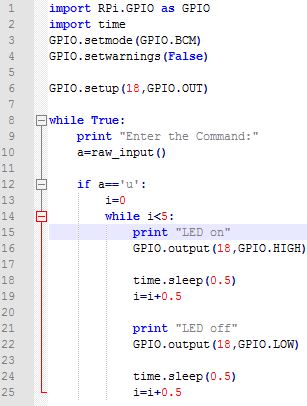 1 import RPi.GPIO as GPIO
2 import time
3 GPIO.setmode(GPIO.BCM)
4 GPIO.setwarnings(False)
5
6 GPIO.setup(18,GPIO.OUT)
7
8 while True:
9     print "Enter the Command:"
10     a=raw_input()
11
12     if a=='u':
13         i=0
14         while i<5:
15             print "LED on"
16             GPIO.output(18,GPIO.HIGH)
17
18             time.sleep(0.5)
19             i=i+0.5
20
21             print "LED off"
22             GPIO.output(18,GPIO.LOW)
23
24             time.sleep(0.5)
25             i=i+0.5